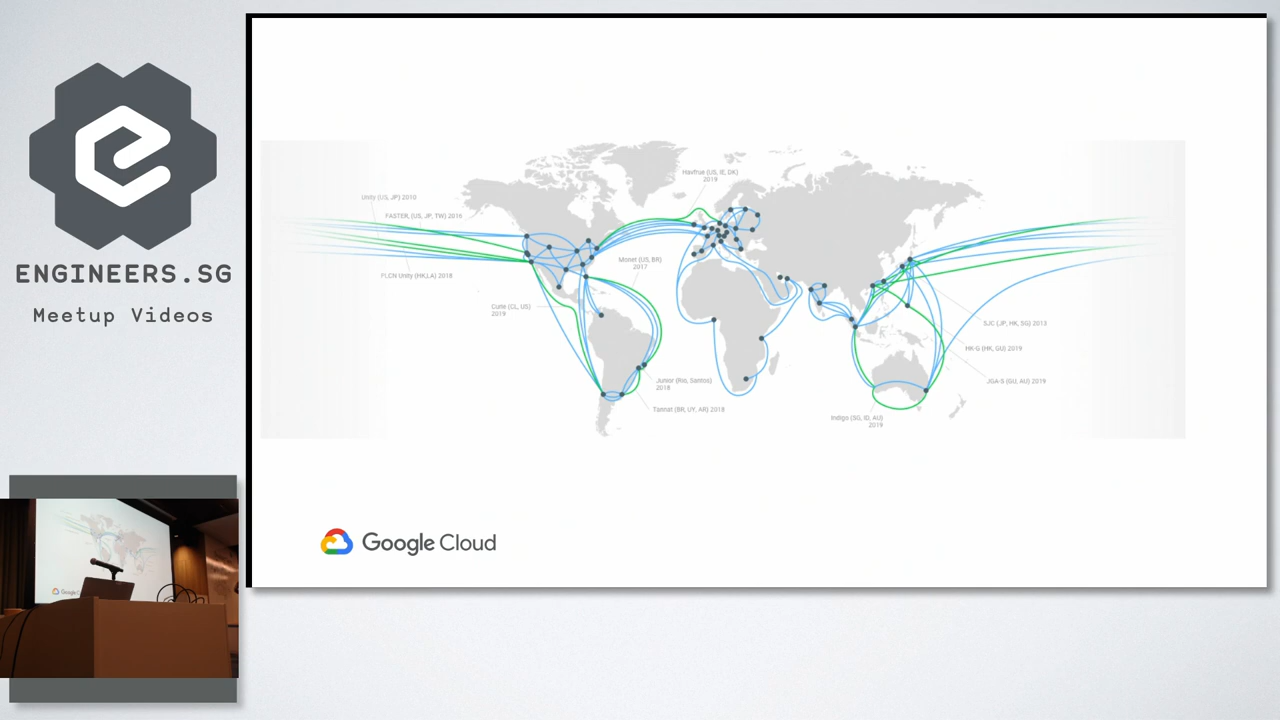 ENGINEERS.SG
Meetup Videos
Havfrue (US, IE, DK)
2019
Unity (US, JP) 2010
FASTER, (US, JP, TW) 2016
PLCN Unity (HK,LA) 2018
Monet (US, BR)
2017
Curie (CL, US)
2019
SJC (JP, HK, SG) 2013
HK-G (HK, GU) 2019
JGA-S (GU, AU) 2019
Junior (Rio, Santos)
2018
Tannat (BR, UY, AR) 2018
Indigo (SG, ID, AU)
2019
Google Cloud